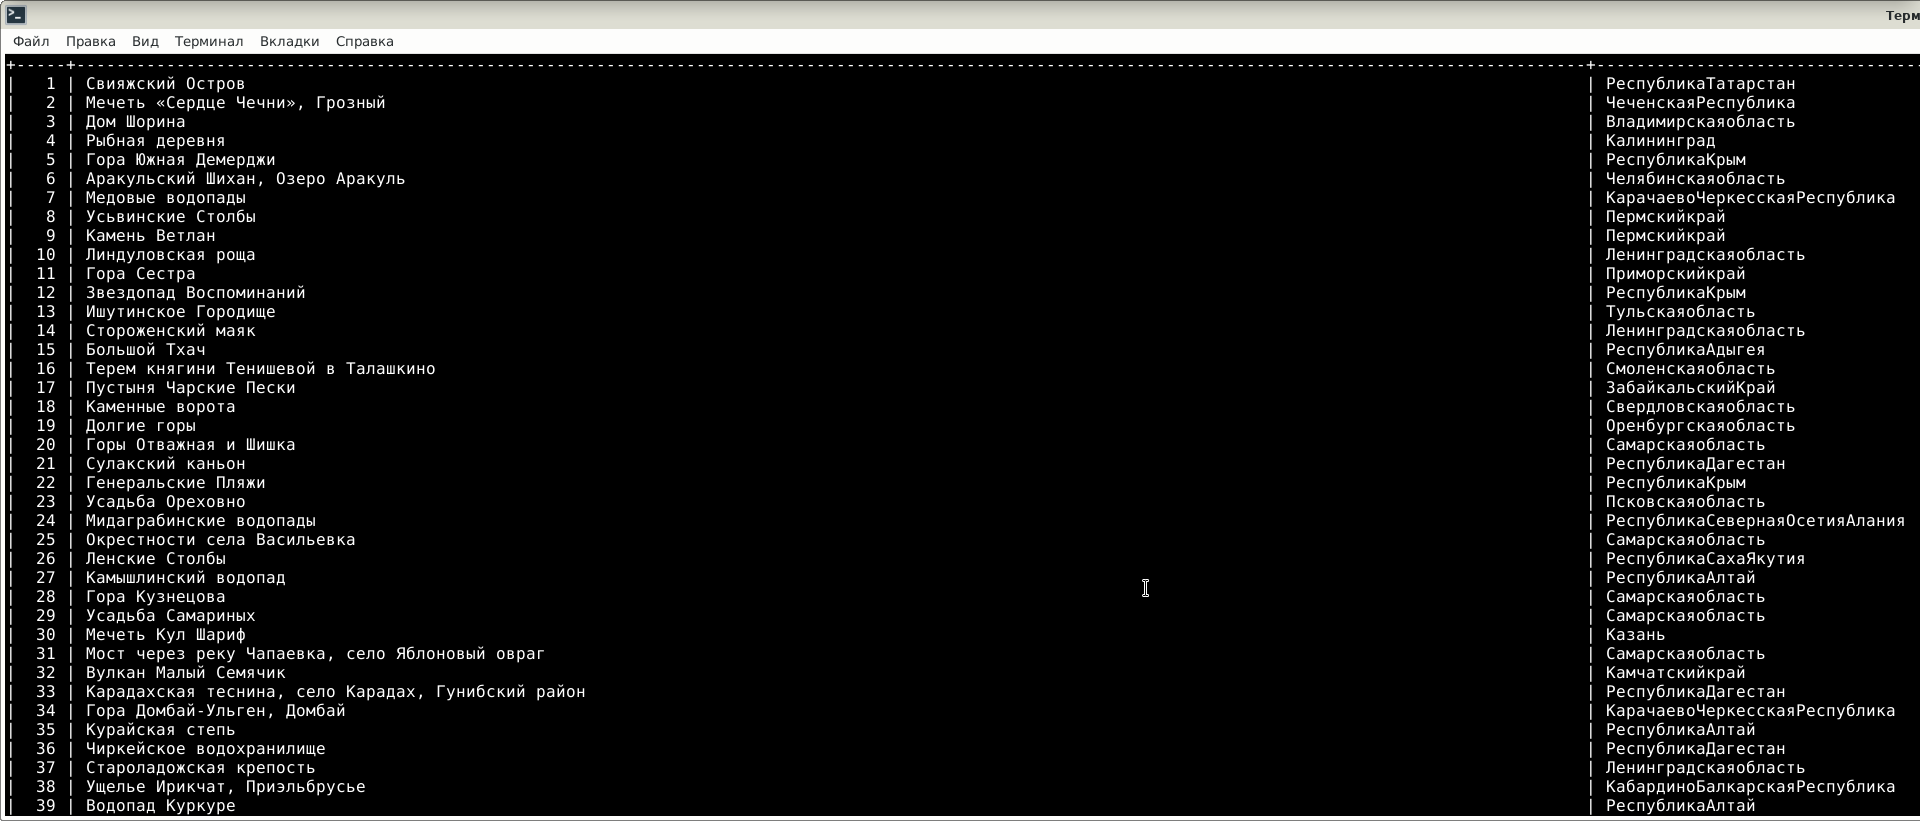 Терм
Файл Правка Вид Терминал Вкладки Справка
| 1 | Свияжский Остров | РеспубликаТатарстан
| 2 | Мечеть «Сердце Чечни», Грозный | ЧеченскаяРеспублика
| 3 | Дом Шорина | Владимирскаяобласть
| 4 | Рыбная деревня | Калининград
| 5 | Гора Южная Демерджи | РеспубликаКрым
| 6 | Аракульский Шихан, Озеро Аракуль | Челябинскаяобласть
| 7 | Медовые водопады | КарачаевоЧеркесскаяРеспублика
| 8 | Усьвинские Столбы | Пермскийкрай
| 9 | Камень Ветлан | Пермскийкрай
| 10 | Линдуловская роща | Ленинградскаяобласть
| 11 | Гора Сестра | Приморскийкрай
| 12 | Звездопад Воспоминаний | РеспубликаКрым
| 13 | Ишутинское Городище | Тульскаяобласть
| 14 | Стороженский маяк | Ленинградскаяобласть
| 15 | Большой Тхач | РеспубликаАдыгея
| 16 | Терем княгини Тенишевой в Талашкино | Смоленскаяобласть
| 17 | Пустыня Чарские Пески | ЗабайкальскийКрай
| 18 | Каменные ворота | Свердловскаяобласть
| 19 | Долгие горы | Оренбургскаяобласть
| 20 | Горы Отважная и Шишка | Самарскаяобласть
| 21 | Сулакский каньон | РеспубликаДагестан
| 22 | Генеральские Пляжи | РеспубликаКрым
| 23 | Усадьба Ореховно | Псковскаяобласть
| 24 | Мидаграбинские водопады | РеспубликаСевернаяОсетияАлания
| 25 | Окрестности села Васильевка | Самарскаяобласть
| 26 | Ленские Столбы | РеспубликаСахаЯкутия
| 27 | Камышлинский водопад | РеспубликаАлтай
| 28 | Гора Кузнецова | Самарскаяобласть
| 29 | Усадьба Самариных | Самарскаяобласть
| 30 | Мечеть Кул Шариф | Казань
| 31 | Мост через реку Чапаевка, село Яблоновый овраг | Самарскаяобласть
| 32 | Вулкан Малый Семячик | Камчатскийкрай
| 33 | Карадахская теснина, село Карадах, Гунибский район | РеспубликаДагестан
| 34 | Гора Домбай-Ульген, Домбай | КарачаевоЧеркесскаяРеспублика
| 35 | Курайская степь | РеспубликаАлтай
| 36 | Чиркейское водохранилище | РеспубликаДагестан
| 37 | Староладожская крепость | Ленинградскаяобласть
| 38 | Ущелье Ирикчат, Приэльбрусье | КабардиноБалкарскаяРеспублика
| 39 | Водопад Куркуре | РеспубликаАлтай